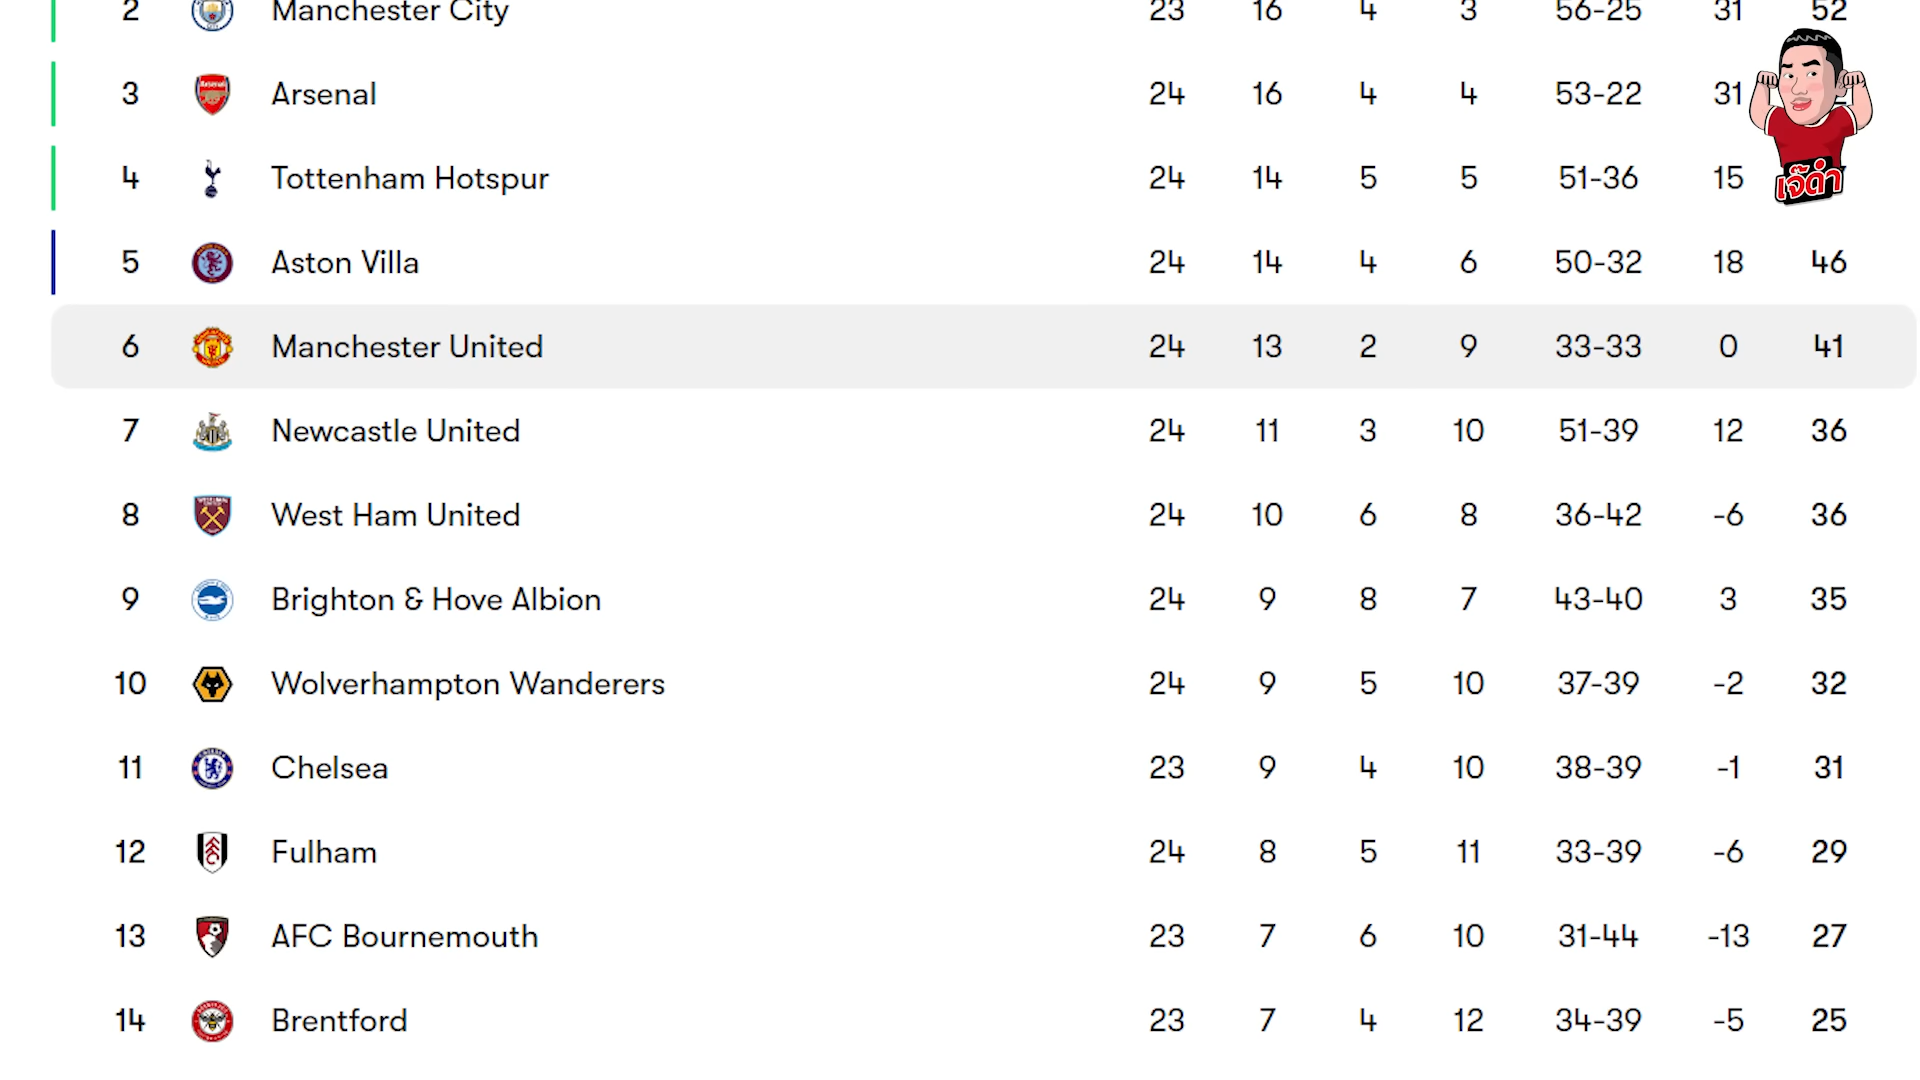 2 Manchester City 23 16 4 3 56-25 31 52
3 Arsenal 24 16 4 4 53-22 31
4 Tottenham Hotspur 24 14 5 5 51-36 15
เจ๊ดำ
5 Aston Villa 24 14 4 6 50-32 18 46
6 Manchester United 24 13 2 9 33-33 0 41
7 Newcastle United 24 11 3 10 51-39 12 36
8 West Ham United 24 10 6 8 36-42 -6 36
9 Brighton & Hove Albion 24 9 8 7 43-40 3 35
10 Wolverhampton Wanderers 24 9 5 10 37-39 -2 32
11 Chelsea 23 9 4 10 38-39 -1 31
12 Fulham 24 8 5 11 33-39 -6 29
13 AFC Bournemouth 23 7 6 10 31-44 -13 27
14 Brentford 23 7 4 12 34-39 -5 25